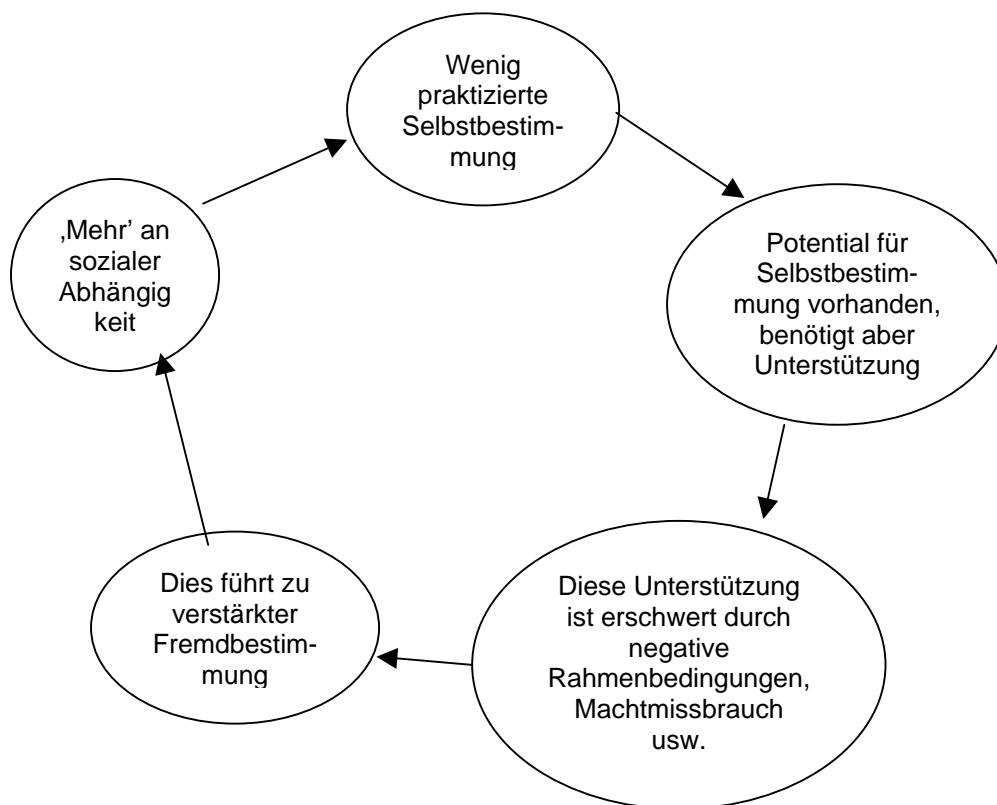 Wenig
praktizierte
Selbstbestim-
mung
Potential für
Selbstbestim-
mung vorhanden,
benötigt aber
Unterstützung
Diese Unterstützung
ist erschwert durch
negative
Rahmenbedingungen,
Machtmissbrauch
usw.
Dies führt zu
verstärkter
Fremdbestim-
mung
‚Mehr’ an
sozialer
Abhängig
keit